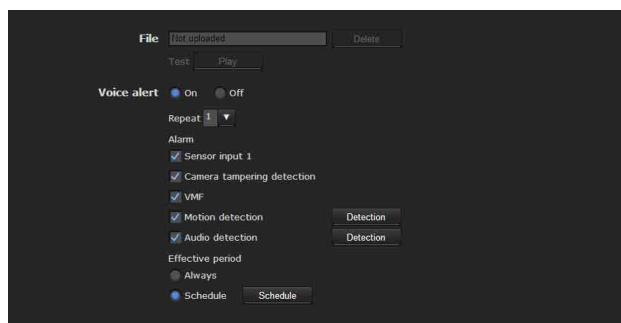 File Not uploaded Delete
Test Play
Voice alert On Off
Repeat 1
Alarm
Sensor input 1
Camera tampering detection
VMF
Motion detection Detection
Audio detection Detection
Effective period
Always
Schedule Schedule